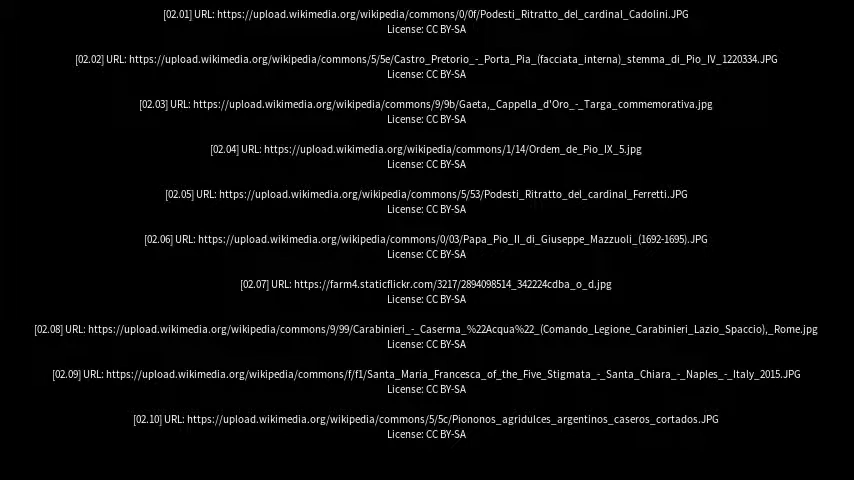 [02.01] URL: https://upload.wikimedia.org/wikipedia/commons/0/0f/Podesti_Ritratto_del_cardinal_Cadolini.JPG
License: CC BY-SA
[02.02] URL: https://upload.wikimedia.org/wikipedia/commons/5/5e/Castro_Pretorio_-_Porta_Pia_(facciata_interna)_stemma_di_Pio_IV_1220334.JPG
License: CC BY-SA
[02.03] URL: https://upload.wikimedia.org/wikipedia/commons/9/9b/Gaeta,_Cappella_d'Oro_-_Targa_commemorativa.jpg
License: CC BY-SA
[02.04] URL: https://upload.wikimedia.org/wikipedia/commons/1/14/Ordem_de_Pio_IX_5.jpg
License: CC BY-SA
[02.05] URL: https://upload.wikimedia.org/wikipedia/commons/5/53/Podesti_Ritratto_del_cardinal_Ferretti.JPG
License: CC BY-SA
[02.06] URL: https://upload.wikimedia.org/wikipedia/commons/0/03/Papa_Pio_II_di_Giuseppe_Mazzuoli_(1692-1695).JPG
License: CC BY-SA
[02.07] URL: https://farm4.staticflickr.com/3217/2894098514_342224cdba_o_d.jpg
License: CC BY-SA
[02.08] URL: https://upload.wikimedia.org/wikipedia/commons/9/99/Carabinieri_-_Caserma_%22Acqua%22_(Comando_Legione_Carabinieri_Lazio_Spaccio),_Rome.jpg
License: CC BY-SA
[02.09] URL: https://upload.wikimedia.org/wikipedia/commons/f/f1/Santa_Maria_Francesca_of_the_Five_Stigmata_-_Santa_Chiara_-_Naples_-_Italy_2015.JPG
License: CC BY-SA
[02.10] URL: https://upload.wikimedia.org/wikipedia/commons/5/5c/Piononos_agridulces_argentinos_caseros_cortados.JPG
License: CC BY-SA